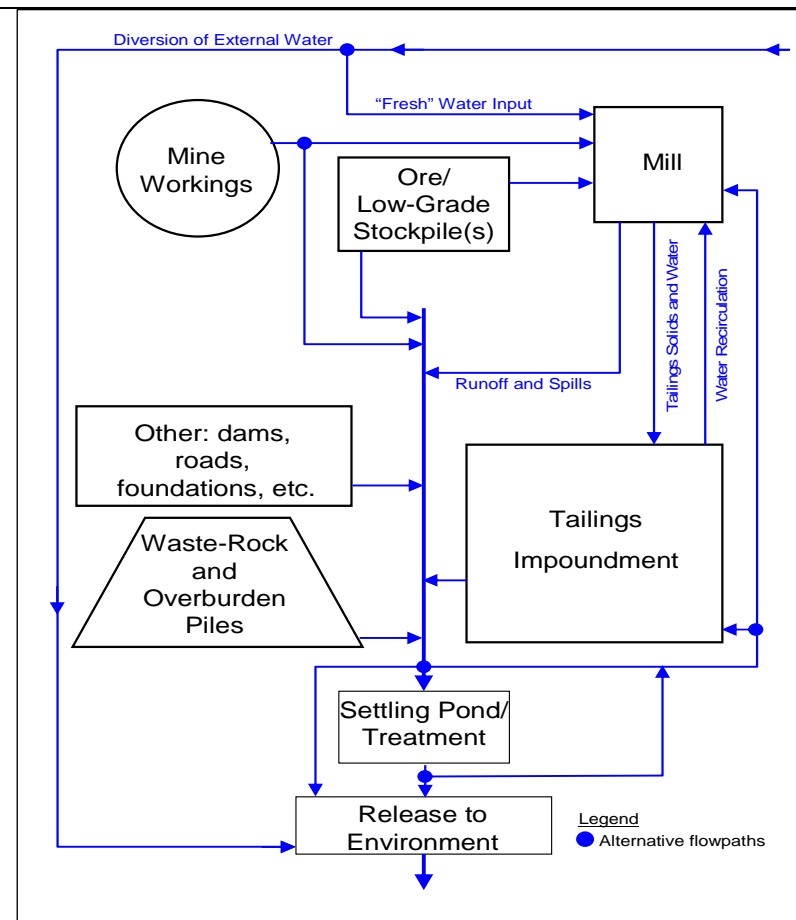 Diversion of External Water
“Fresh” Water Input
Mine
Workings
Ore/
Low-Grade
Stockpile(s)
Mill
Tailings Solids and Water
Water Recirculation
Runoff and Spills
Other: dams,
roads,
foundations, etc.
Tailings
Impoundment
Waste-Rock
and
Overburden
Piles
Settling Pond/
Treatment
Release to
Environment
Legend
Alternative flowpaths